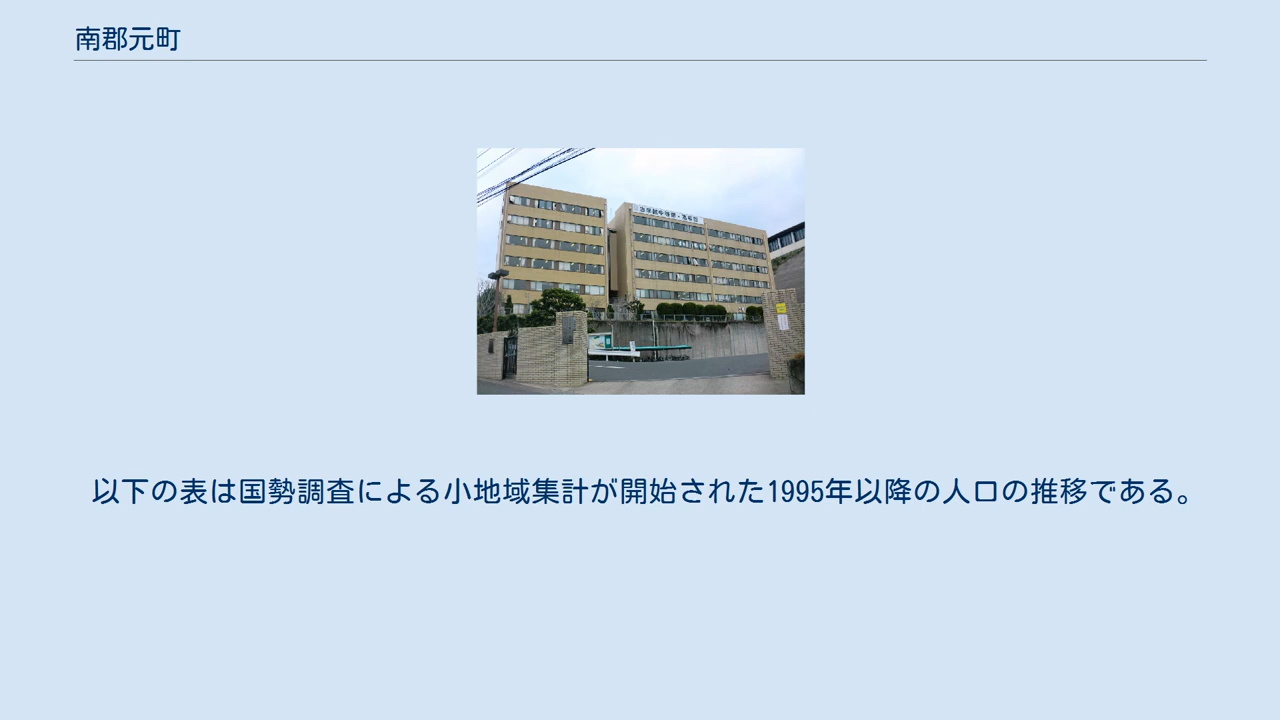 南郡元町
以下の表は国勢調査による小地域集計が開始された1995年以降の人口の推移である。